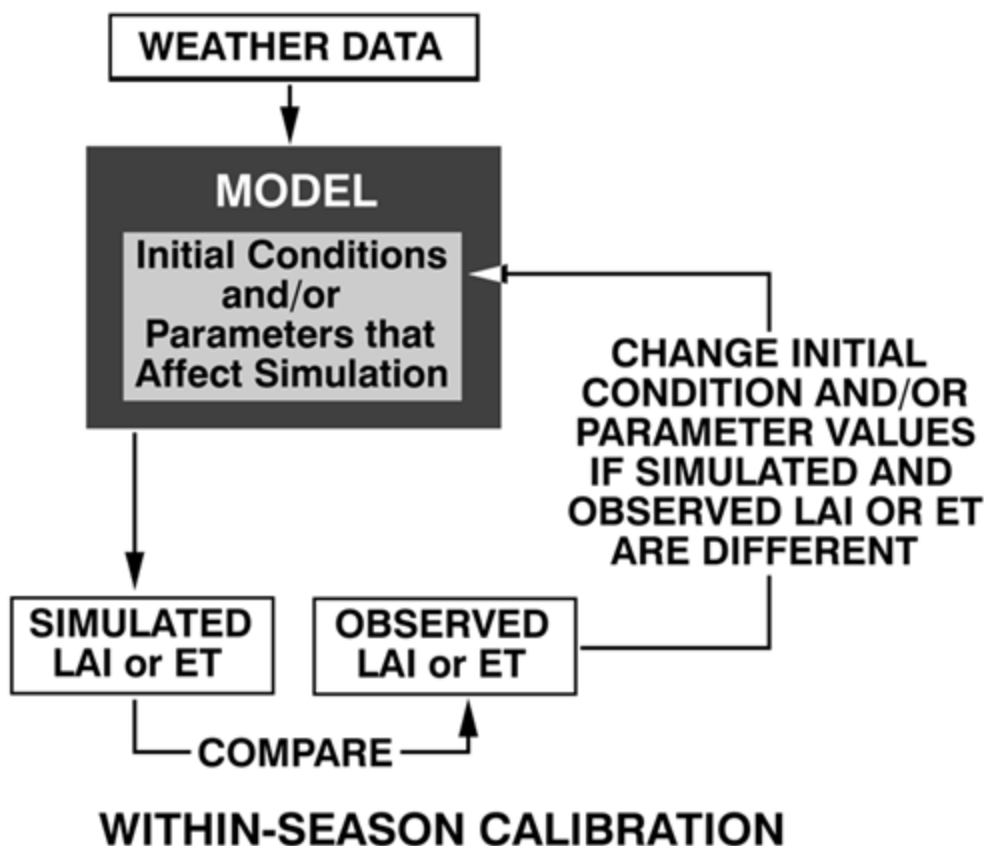 WEATHER DATA
MODEL
Initial Conditions
and/or
Parameters that
Affect Simulation
CHANGE INITIAL
CONDITION AND/OR
PARAMETER VALUES
IF SIMULATED AND
OBSERVED LAI OR ET
ARE DIFFERENT
SIMULATED
LAI or ET
OBSERVED
LAI or ET
COMPARE
WITHIN-SEASON CALIBRATION